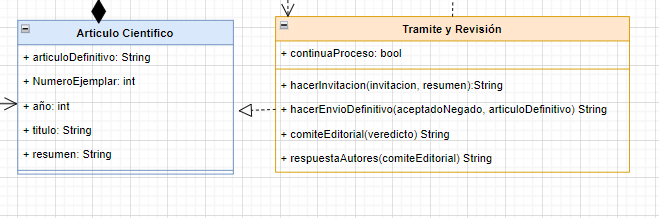 Articulo Cientifico
+ articuloDefinitivo: String
+ NumeroEjemplar: int
+ año: int
+ titulo: String
+ resumen: String
Tramite y Revisión
+ continuaProceso: bool
+ hacerInvitacion(invitacion, resumen):String
+ hacerEnvioDefinitivo(aceptadoNegado, articuloDefinitivo) String
+ comiteEditorial(veredicto) String
+ respuestaAutores(comiteEditorial) String